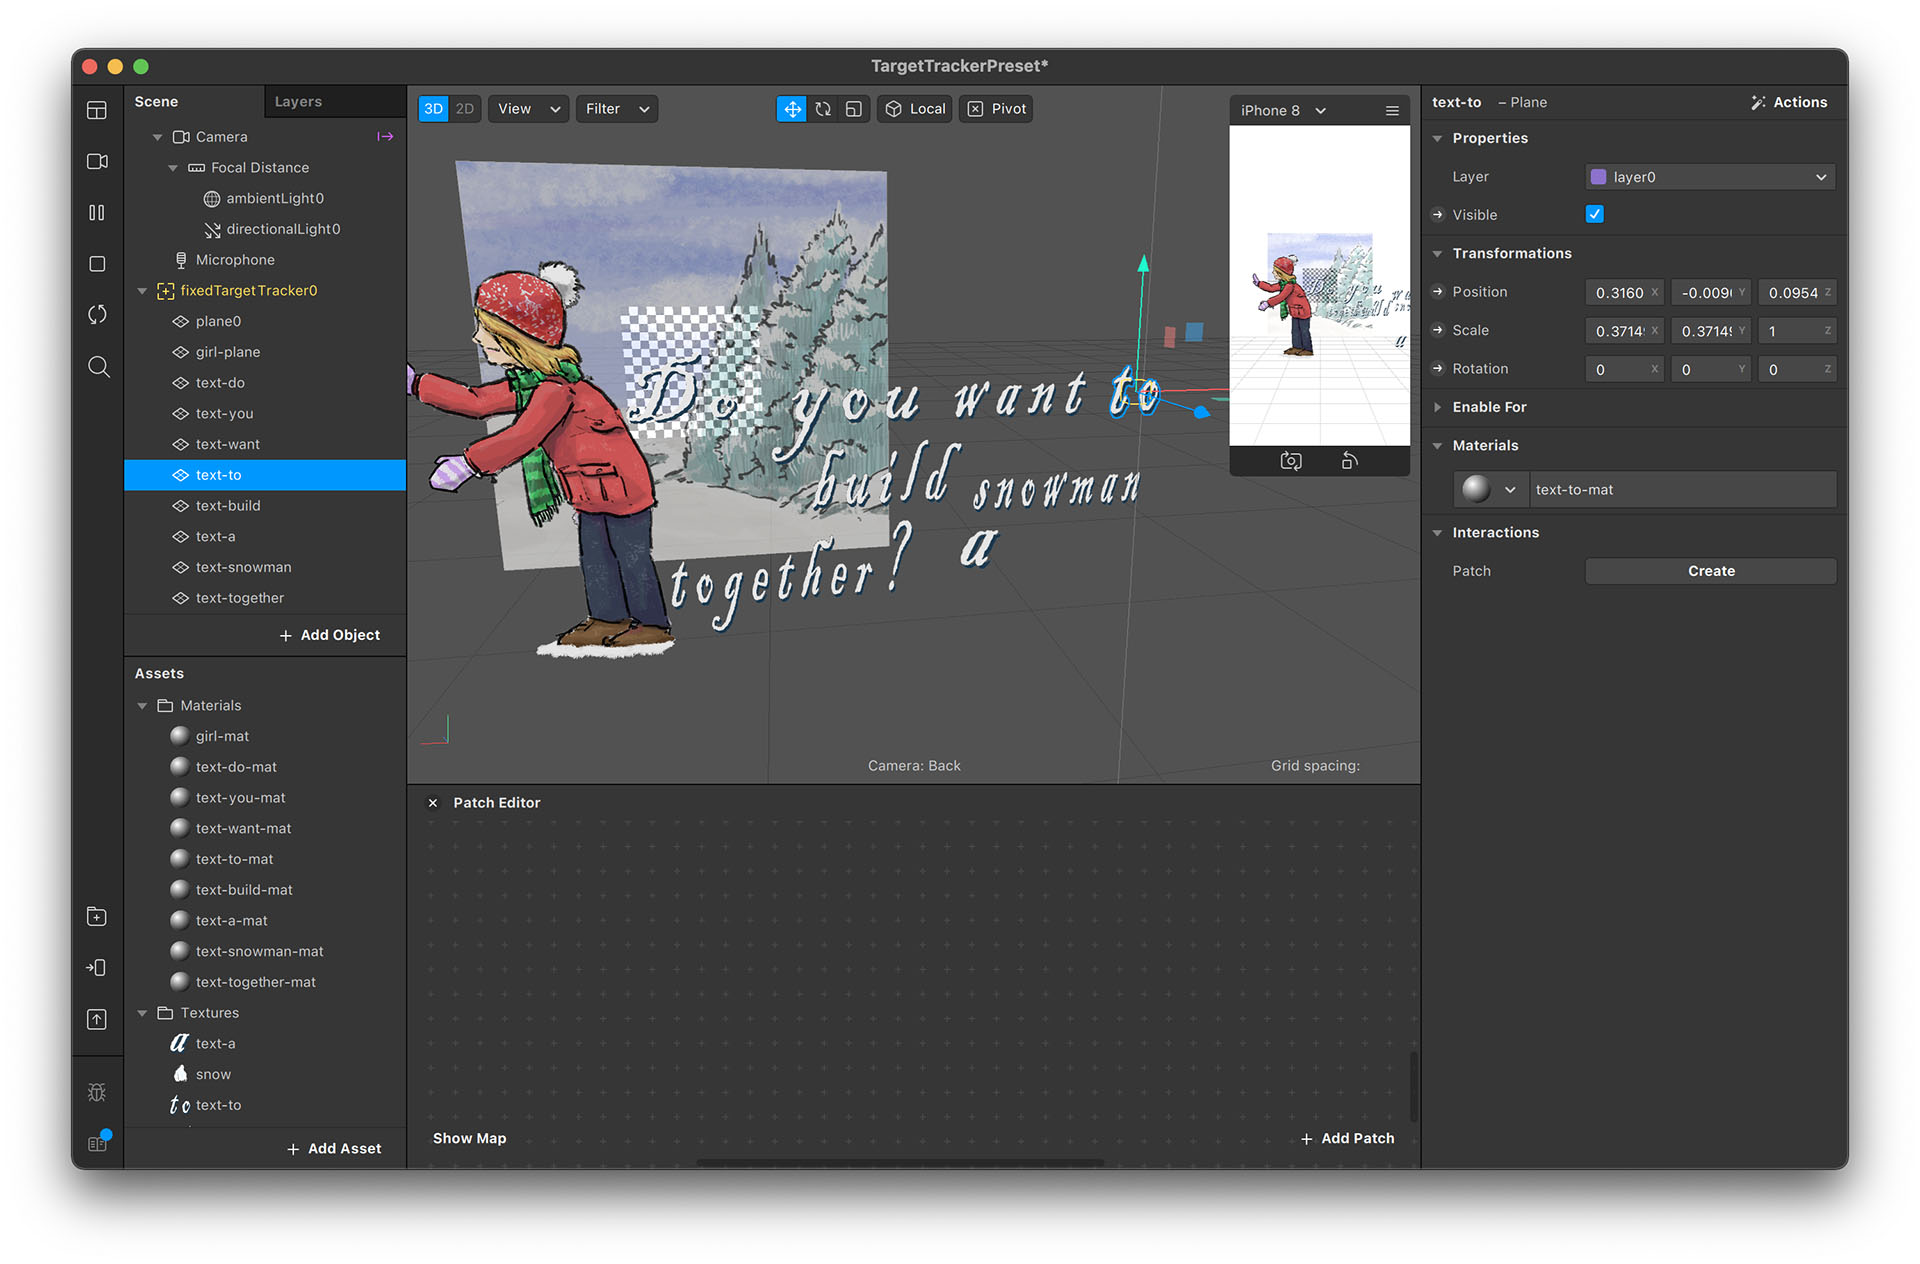 TargetTrackerPreset*
Scene
Layers
Camera
Focal Distance
ambientLight0
directionalLight0
Microphone
fixedTargetTracker0
plane0
girl-plane
text-do
text-you
text-want
text-to
text-build
text-a
text-snowman
text-together
+ Add Object
Assets
Materials
girl-mat
text-do-mat
text-you-mat
text-want-mat
text-to-mat
text-build-mat
text-a-mat
text-snowman-mat
text-together-mat
Textures
a text-a
snow
to text-to
+ Add Asset
3D 2D View Filter Local Pivot
Do you want to
build snowman
together? a
Camera: Back
Grid spacing:
iPhone 8
× Patch Editor
Show Map
+ Add Patch
text-to – Plane Actions
Properties
Layer layer0
Visible
Transformations
Position 0.3160 X -0.009 Y 0.0954 Z
Scale 0.3714 X 0.3714 Y 1 Z
Rotation 0 X 0 Y 0 Z
Enable For
Materials
text-to-mat
Interactions
Patch Create